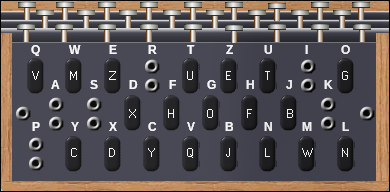 Q W E R T Z U I O
V M Z U E T G
A S D F G H J K
X H O F B
P Y X C V B N M L
C D Y Q J L W N